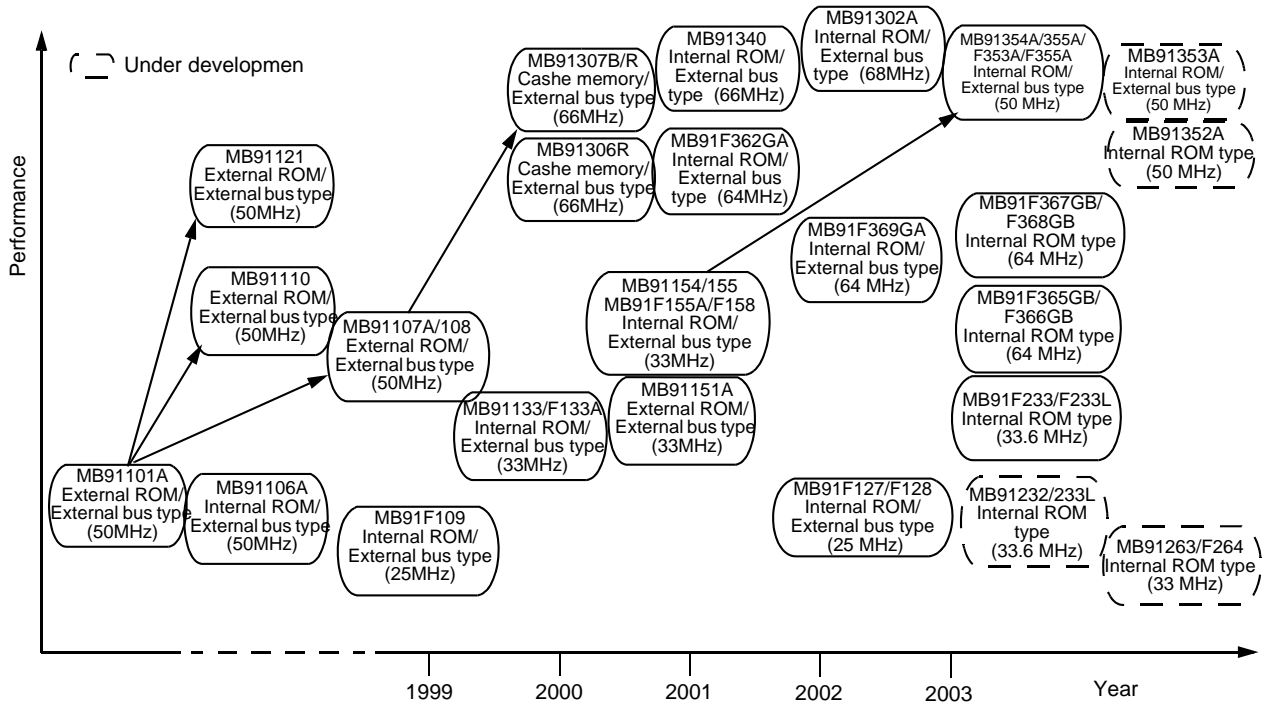 Under developmen
Performance
MB91307B/R
Cashe memory/
External bus type
(66MHz)
MB91340
Internal ROM/
External bus
type (66MHz)
MB91302A
Internal ROM/
External bus
type (68MHz)
MB91354A/355A/
F353A/F355A
Internal ROM/
External bus type
(50 MHz)
MB91353A
Internal ROM/
External bus type
(50 MHz)
MB91352A
Internal ROM type
(50 MHz)
MB91121
External ROM/
External bus type
(50MHz)
MB91306R
Cashe memory/
External bus type
(66MHz)
MB91F362GA
Internal ROM/
External bus
type (64MHz)
MB91F369GA
Internal ROM/
External bus type
(64 MHz)
MB91F367GB/
F368GB
Internal ROM type
(64 MHz)
MB91110
External ROM/
External bus type
(50MHz)
MB91107A/108
External ROM/
External bus type
(50MHz)
MB91154/155
MB91F155A/F158
Internal ROM/
External bus type
(33MHz)
MB91F365GB/
F366GB
Internal ROM type
(64 MHz)
MB91133/F133A
Internal ROM/
External bus type
(33MHz)
MB91151A
External ROM/
External bus type
(33MHz)
MB91F233/F233L
Internal ROM type
(33.6 MHz)
MB91101A
External ROM/
External bus type
(50MHz)
MB91106A
Internal ROM/
External bus type
(50MHz)
MB91F109
Internal ROM/
External bus type
(25MHz)
MB91F127/F128
Internal ROM/
External bus type
(25 MHz)
MB91232/233L
Internal ROM
type
(33.6 MHz)
MB91263/F264
Internal ROM type
(33 MHz)
1999
2000
2001
2002
2003
Year